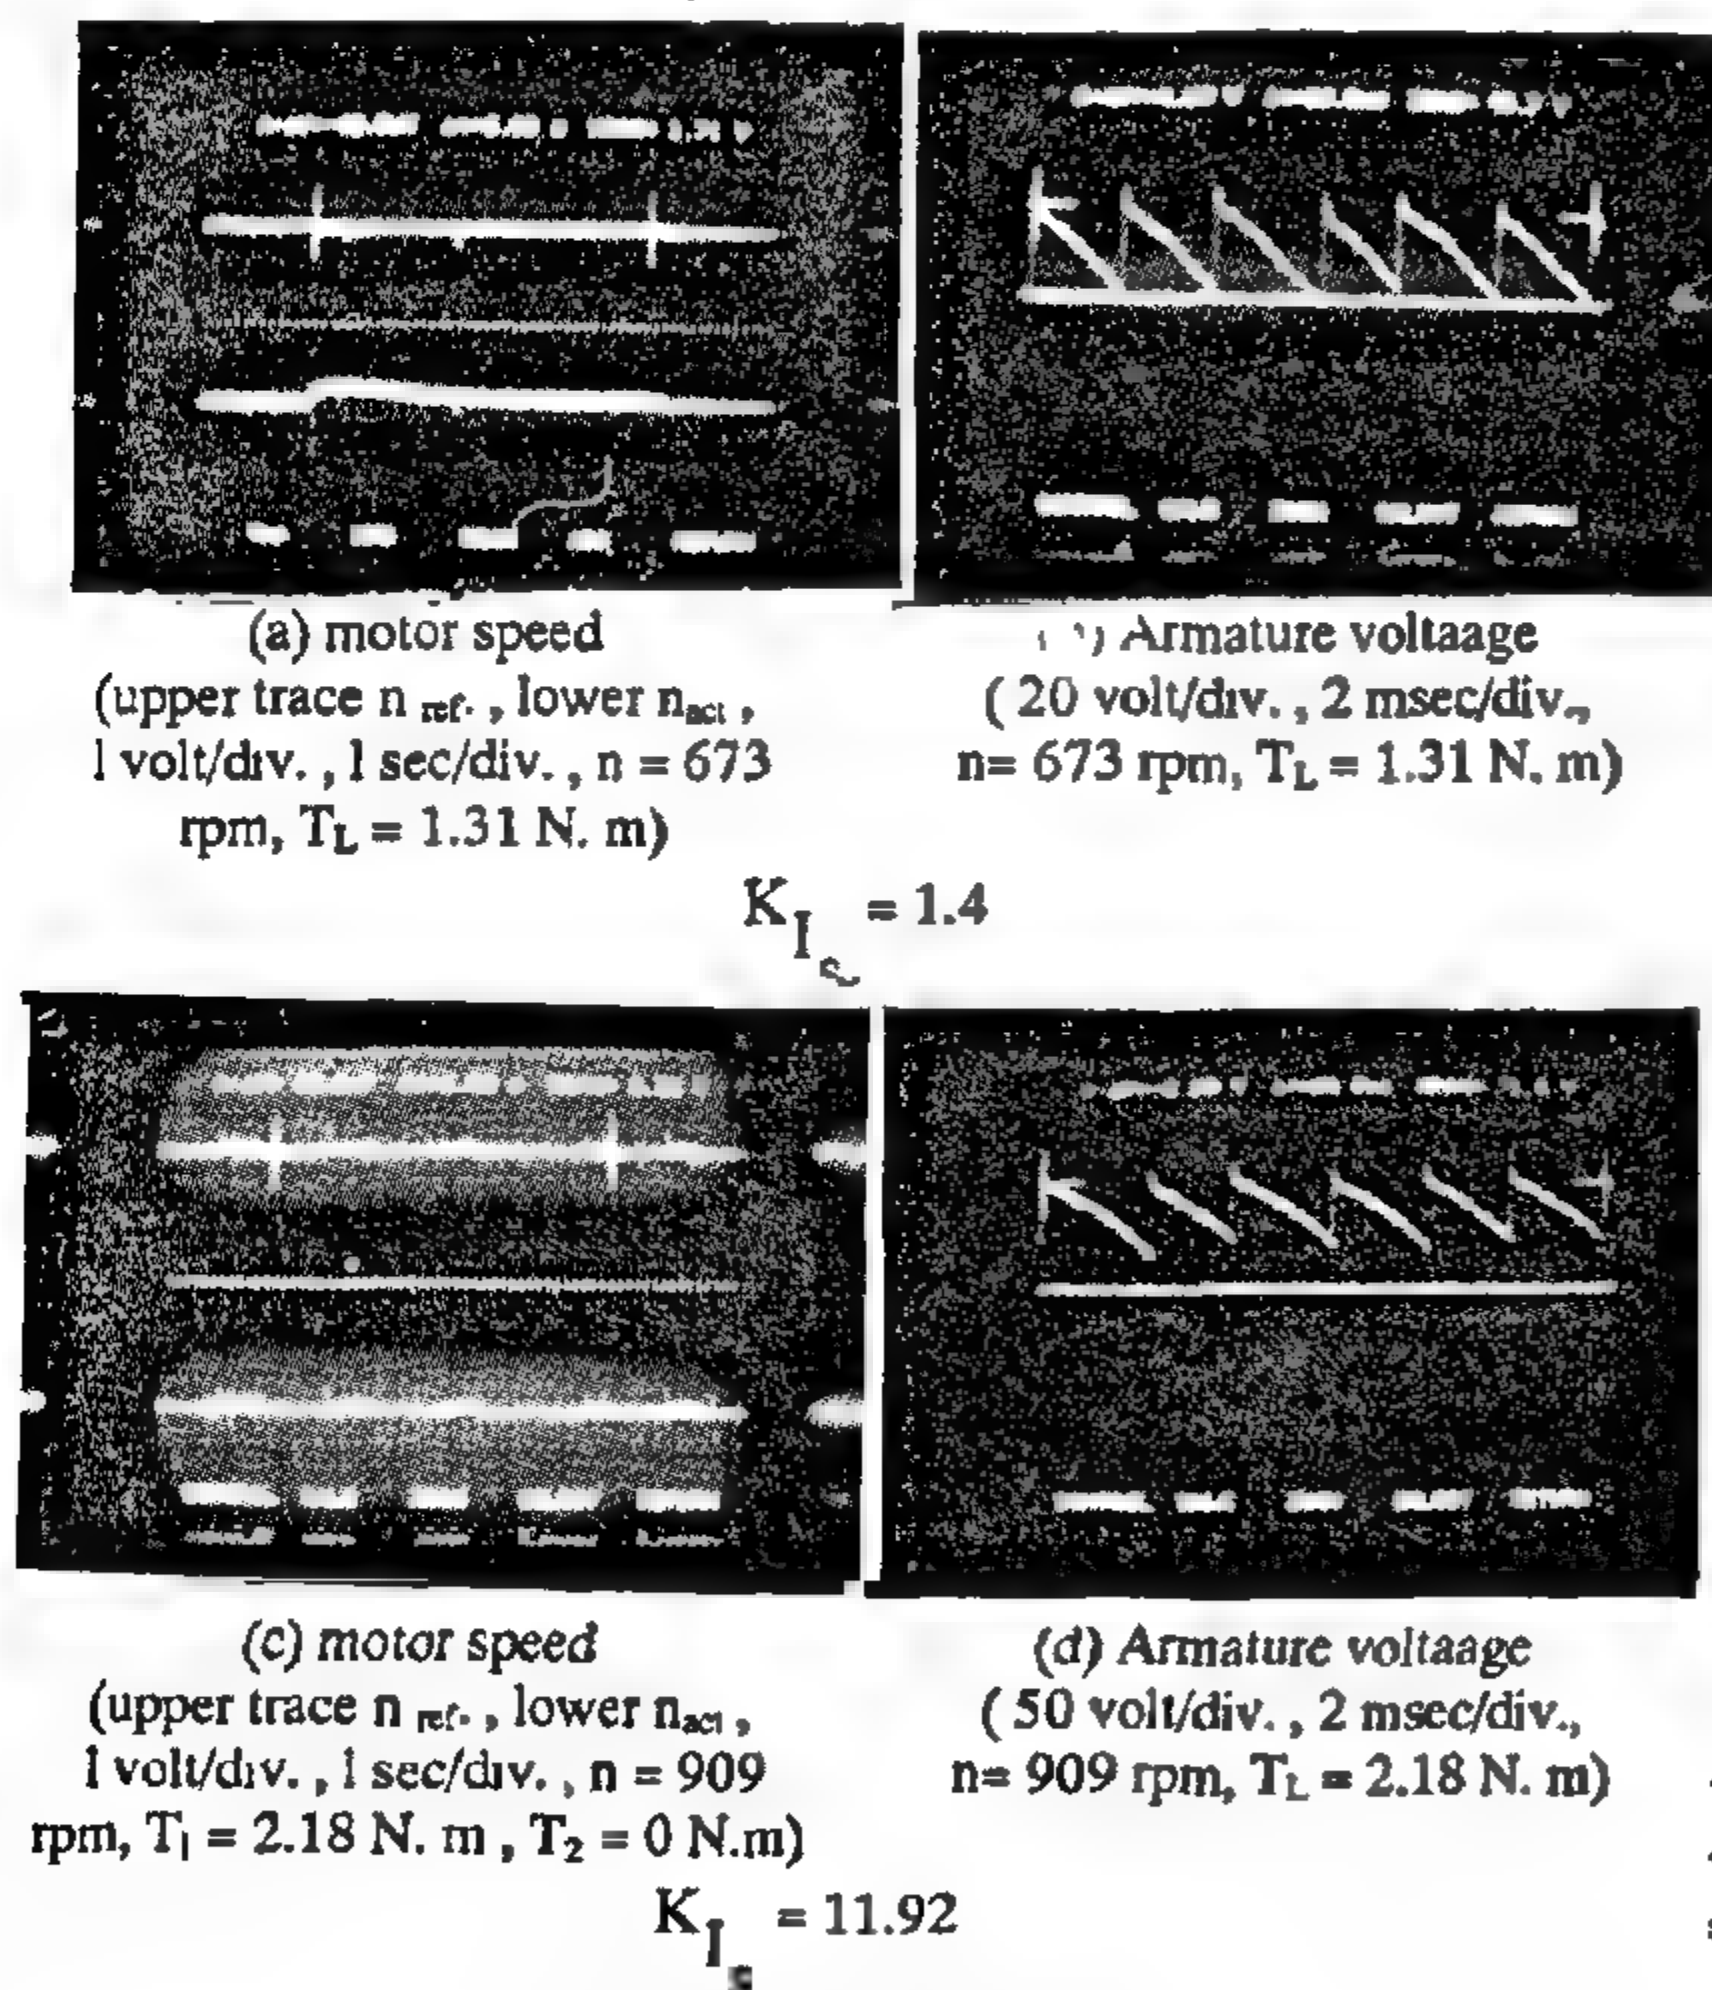 (a) motor speed
(upper trace n ref. , lower nact ,
1 volt/div. , 1 sec/div. , n = 673
rpm, TL = 1.31 N. m)
) Armature voltaage
( 20 volt/div. , 2 msec/div.,
n= 673 rpm, TL = 1.31 N. m)
KI = 1.4
(c) motor speed
(upper trace n ref. , lower nact ,
1 volt/div. , 1 sec/div. , n = 909
rpm, T1 = 2.18 N. m , T2 = 0 N.m)
(d) Armature voltaage
( 50 volt/div. , 2 msec/div.,
n= 909 rpm, TL = 2.18 N. m)
KI = 11.92